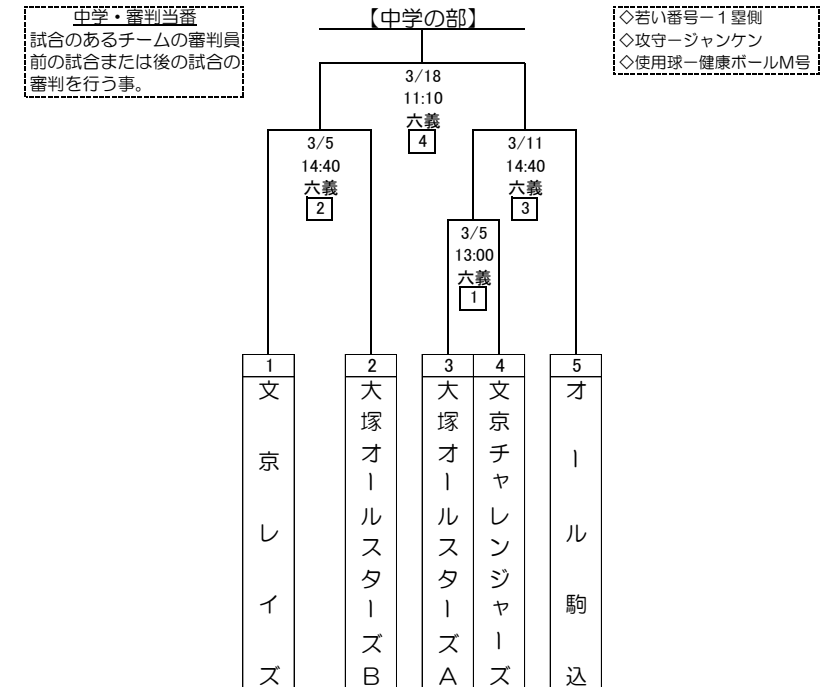 中学・審判当番
試合のあるチームの審判員
前の試合または後の試合の
審判を行う事。
【中学の部】
◇若い番号－1塁側
◇攻守－ジャンケン
◇使用球－健康ボールM号
3/18
11:10
六義
4
3/5
14:40
六義
2
3/11
14:40
六義
3
3/5
13:00
六義
1
1
文京レイズ
2
大塚オールスターズB
3
大塚オールスターズA
4
文京チャレンジャーズ
5
オール駒込